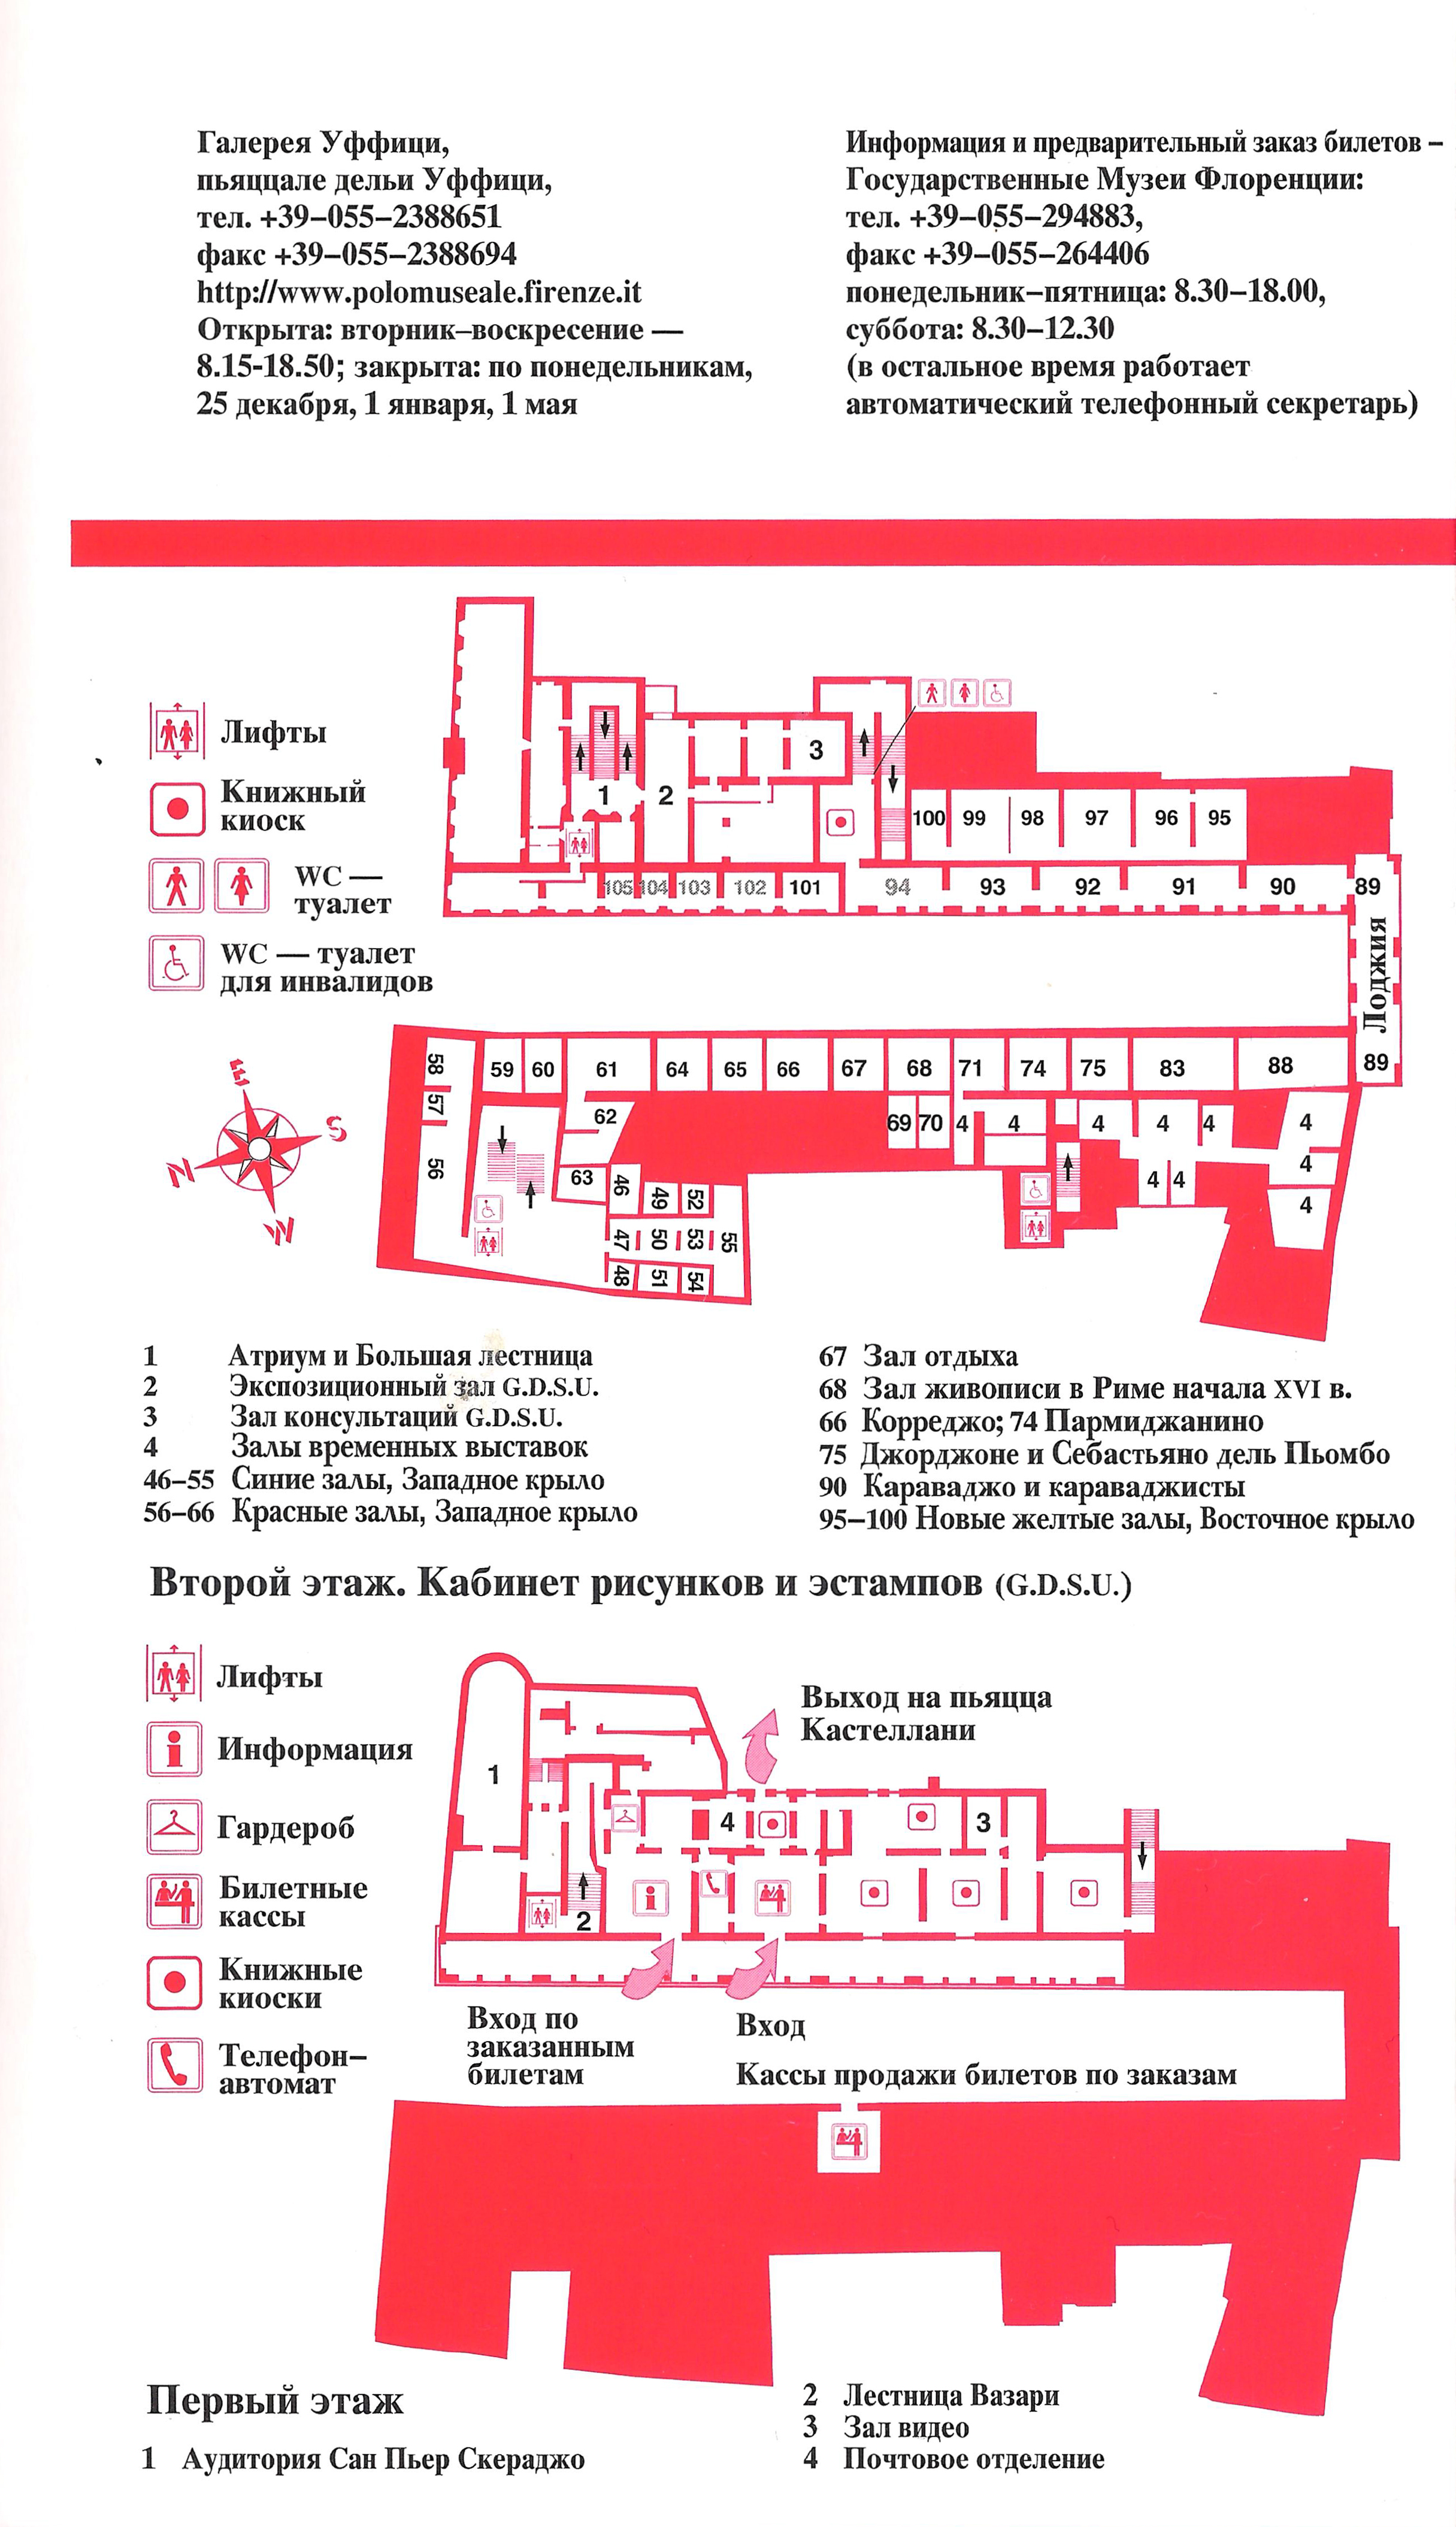 Галерея Уффици,
пьяццале дельи Уффици,
тел. +39–055–2388651
факс +39–055–2388694
http://www.polomuseale.firenze.it
Открыта: вторник–воскресение —
8.15-18.50; закрыта: по понедельникам,
25 декабря, 1 января, 1 мая
Информация и предварительный заказ билетов –
Государственные Музеи Флоренции:
тел. +39–055–294883,
факс +39–055–264406
понедельник–пятница: 8.30–18.00,
суббота: 8.30–12.30
(в остальное время работает
автоматический телефонный секретарь)
Лифты
Книжный
киоск
WC —
туалет
WC — туалет
для инвалидов
3
1 2
100 99 98 97 96 95
105 104 103 102 101 94 93 92 91 90 89
Лоджия
58 59 60 61 64 65 66 67 68 71 74 75 83 88 89
57 62 69 70 4 4 4 4 4 4
56 63 46 49 52 4 4 4
4
47 50 53 55
48 51 54
E
S
N
W
1 Атриум и Большая лестница
2 Экспозиционный зал G.D.S.U.
3 Зал консультаций G.D.S.U.
4 Залы временных выставок
46–55 Синие залы, Западное крыло
56–66 Красные залы, Западное крыло
67 Зал отдыха
68 Зал живописи в Риме начала XVI в.
66 Корреджо; 74 Пармиджанино
75 Джорджоне и Себастьяно дель Пьомбо
90 Караваджо и караваджисты
95–100 Новые желтые залы, Восточное крыло
Второй этаж. Кабинет рисунков и эстампов (G.D.S.U.)
Лифты
Информация
Гардероб
Билетные
кассы
Книжные
киоски
Телефон–
автомат
Выход на пьяцца
Кастеллани
1
4 3
2
Вход по
заказанным
билетам
Вход
Кассы продажи билетов по заказам
Первый этаж
1 Аудитория Сан Пьер Скераджо
2 Лестница Вазари
3 Зал видео
4 Почтовое отделение